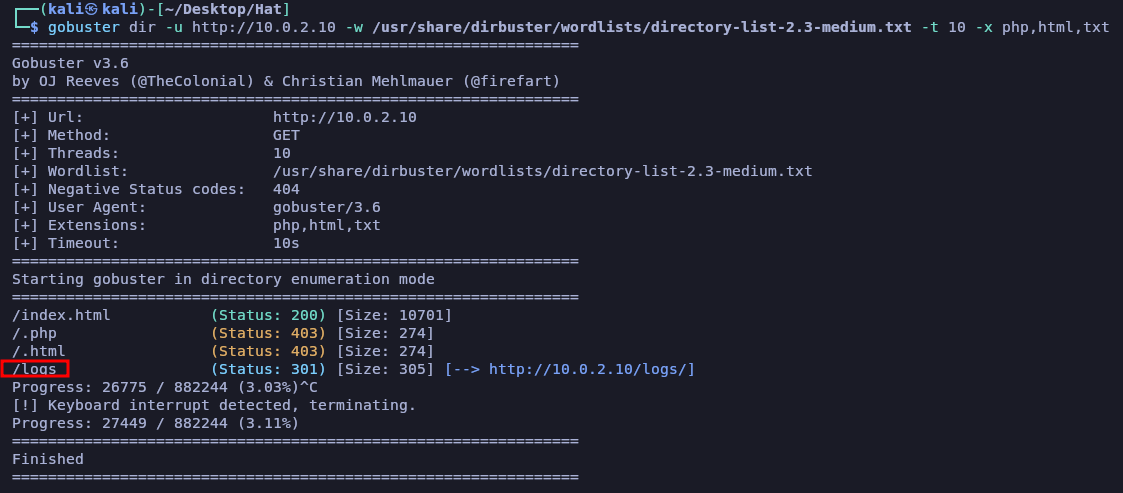 ┌──(kali㉿kali)-[~/Desktop/Hat]
└─$ gobuster dir -u http://10.0.2.10 -w /usr/share/dirbuster/wordlists/directory-list-2.3-medium.txt -t 10 -x php,html,txt
===============================================================
Gobuster v3.6
by OJ Reeves (@TheColonial) & Christian Mehlmauer (@firefart)
===============================================================
[+] Url:                     http://10.0.2.10
[+] Method:                  GET
[+] Threads:                 10
[+] Wordlist:                /usr/share/dirbuster/wordlists/directory-list-2.3-medium.txt
[+] Negative Status codes:   404
[+] User Agent:              gobuster/3.6
[+] Extensions:              php,html,txt
[+] Timeout:                 10s
===============================================================
Starting gobuster in directory enumeration mode
===============================================================
/index.html           (Status: 200) [Size: 10701]
/.php                 (Status: 403) [Size: 274]
/.html                (Status: 403) [Size: 274]
/logs                 (Status: 301) [Size: 305] [--> http://10.0.2.10/logs/]
Progress: 26775 / 882244 (3.03%)^C
[!] Keyboard interrupt detected, terminating.
Progress: 27449 / 882244 (3.11%)
===============================================================
Finished
===============================================================